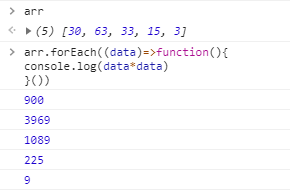 > arr
<· ▶ (5) [30, 63, 33, 15, 3]
> arr.forEach((data)=>function(){
console.log(data*data)
}())
900
3969
1089
225
9